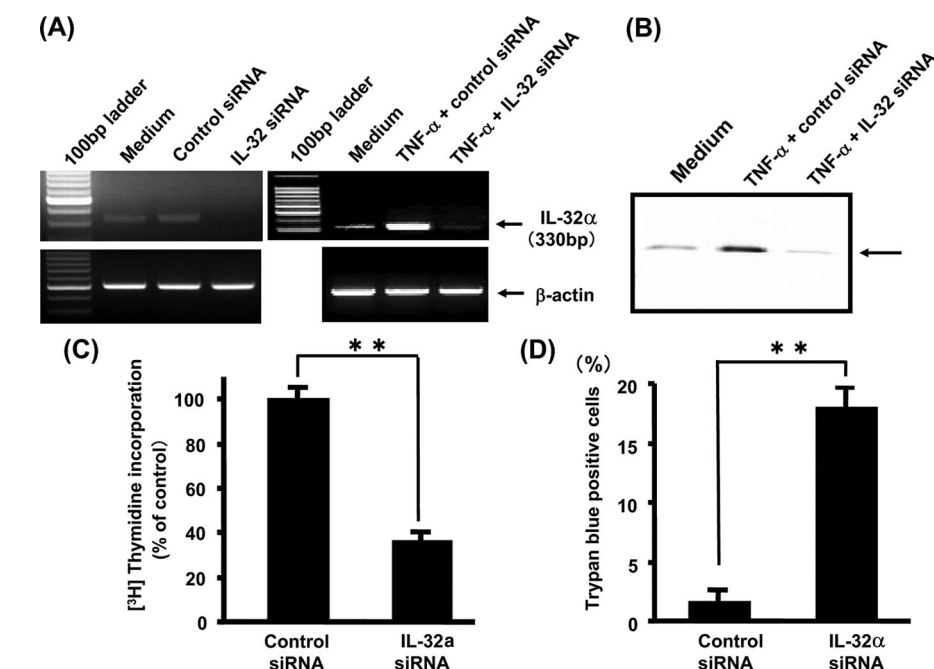 (A)
100bp ladder
Medium
Control siRNA
IL-32 siRNA
100bp ladder
Medium
TNF-α + control siRNA
TNF-α + IL-32 siRNA
IL-32α
(330bp)
β-actin
(B)
Medium
TNF-α + control siRNA
TNF-α + IL-32 siRNA
(C)
[³H] Thymidine incorporation
(% of control)
100
80
60
40
20
0
* *
Control
siRNA
IL-32a
siRNA
(D)
(%)
Trypan blue positive cells
20
15
10
5
0
* *
Control
siRNA
IL-32α
siRNA